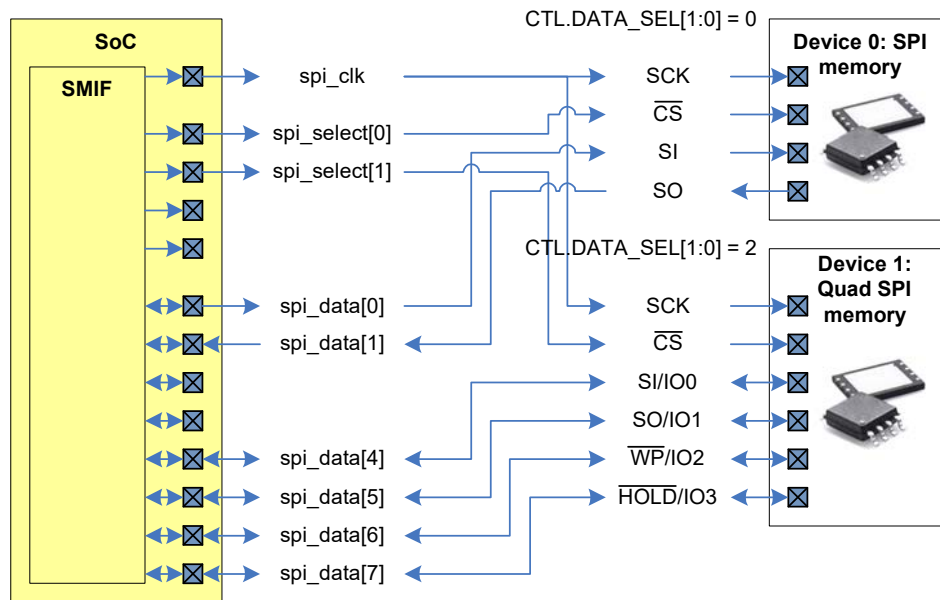 CTL.DATA_SEL[1:0] = 0
SoC
SMIF
Device 0: SPI
memory
spi_clk
SCK
spi_select[0]
CS
spi_select[1]
SI
SO
CTL.DATA_SEL[1:0] = 2
Device 1:
Quad SPI
memory
spi_data[0]
SCK
spi_data[1]
CS
SI/IO0
SO/IO1
spi_data[4]
WP/IO2
spi_data[5]
HOLD/IO3
spi_data[6]
spi_data[7]